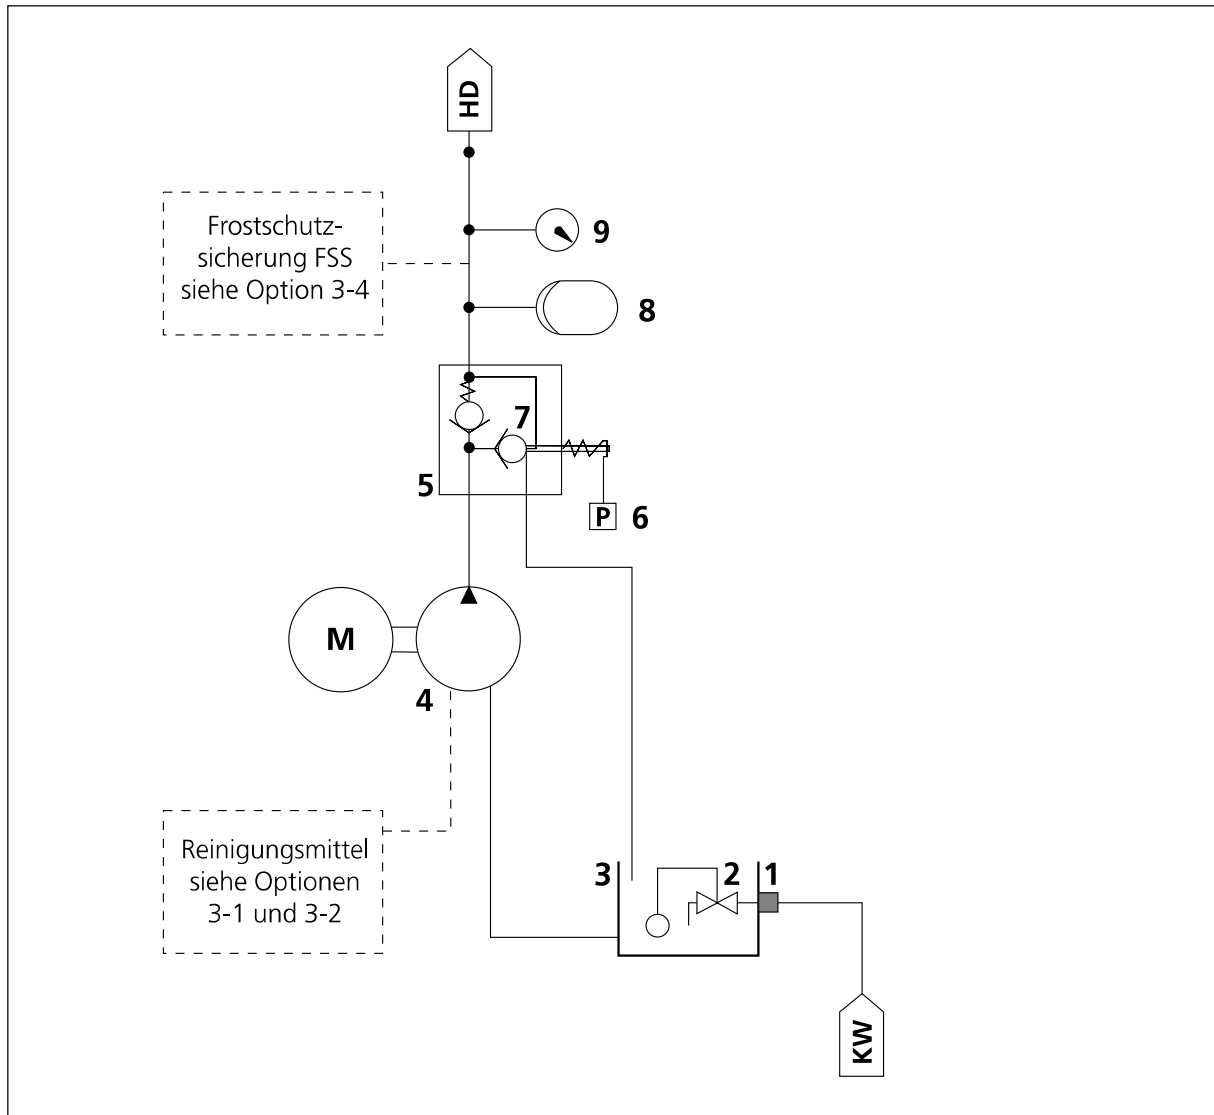 HD
Frostschutz-
sicherung FSS
siehe Option 3-4
9
8
7
5
P
6
M
4
Reinigungsmittel
siehe Optionen
3-1 und 3-2
3
2
1
KW